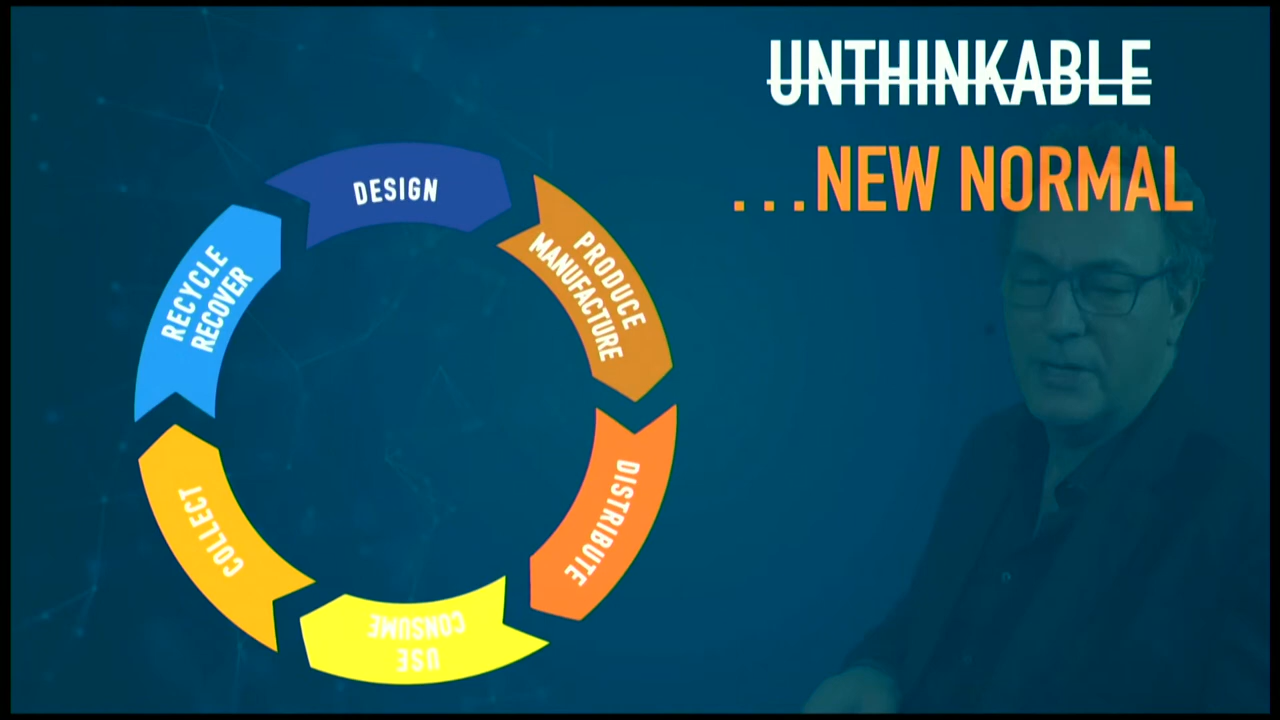 UNTHINKABLE
...NEW NORMAL
DESIGN
PRODUCE
MANUFACTURE
DISTRIBUTE
USE
CONSUME
COLLECT
RECYCLE
RECOVER